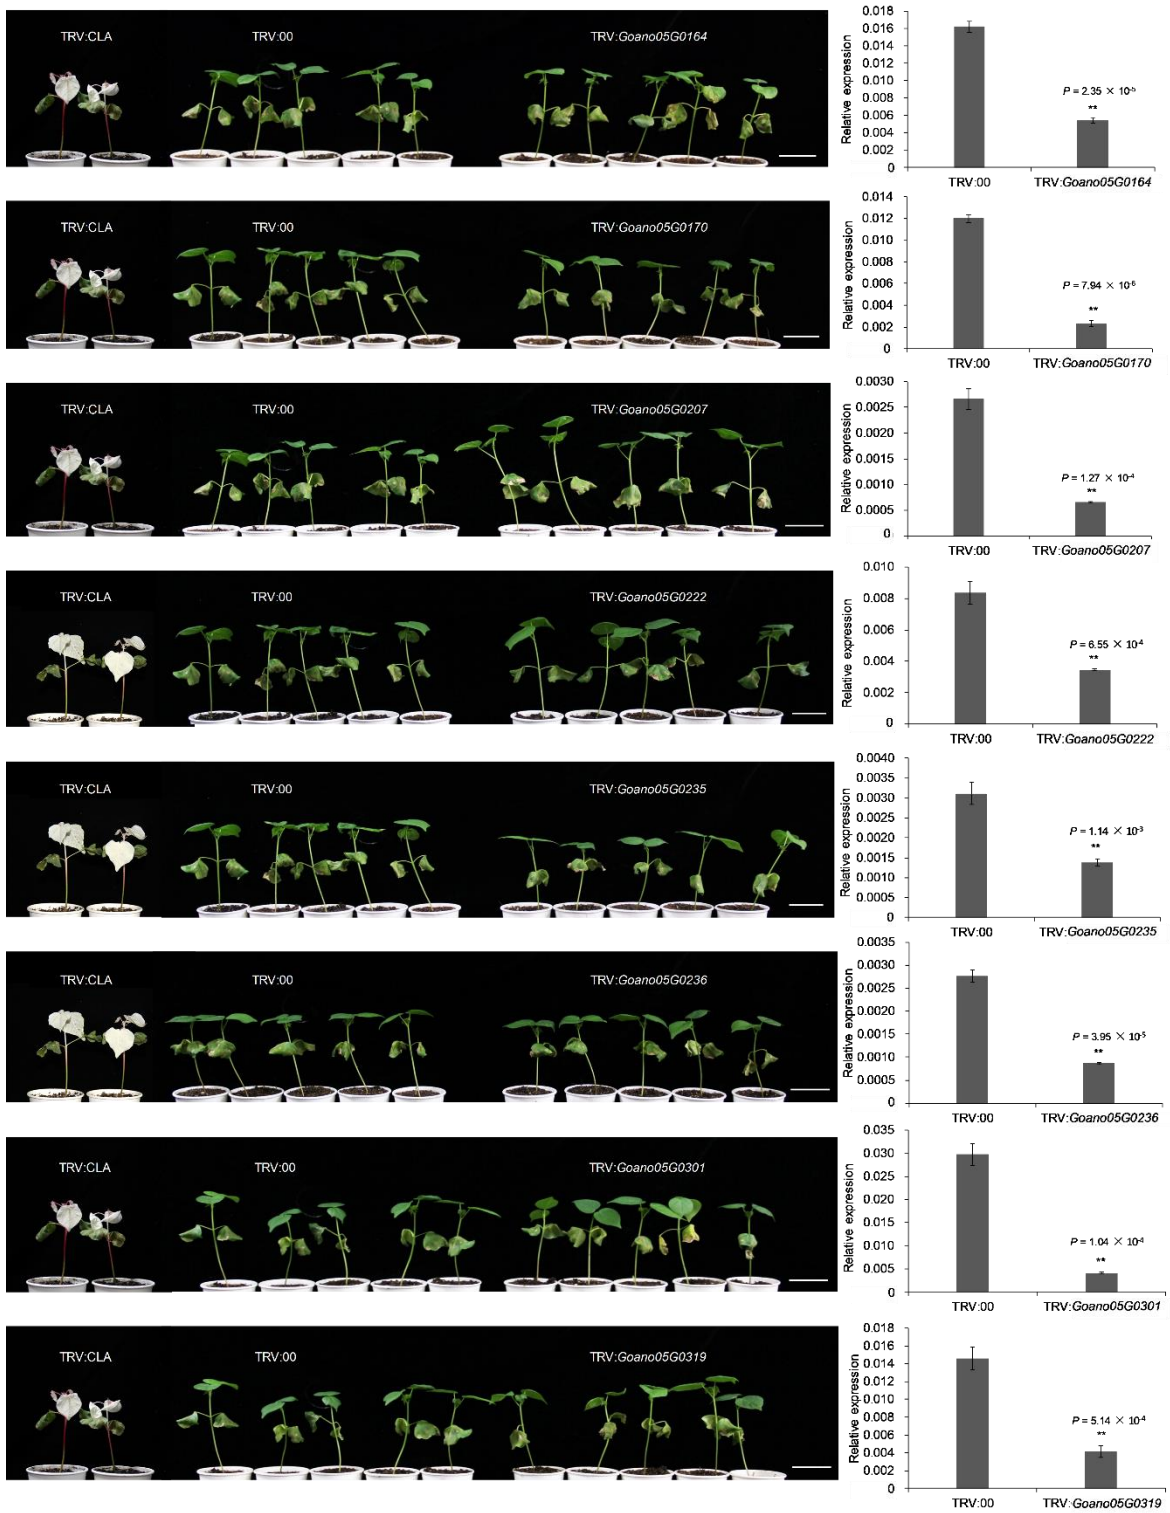 TRV:CLA TRV:00 TRV:Goano05G0164
Relative expression
0.018
0.016
0.014
0.012
0.010
0.008
0.006
0.004
0.002
0
P = 2.35 × 10-5
**
TRV:00 TRV:Goano05G0164
TRV:CLA TRV:00 TRV:Goano05G0170
Relative expression
0.014
0.012
0.010
0.008
0.006
0.004
0.002
0
P = 7.94 × 10-6
**
TRV:00 TRV:Goano05G0170
TRV:CLA TRV:00 TRV:Goano05G0207
Relative expression
0.0030
0.0025
0.0020
0.0015
0.0010
0.0005
0
P = 1.27 × 10-4
**
TRV:00 TRV:Goano05G0207
TRV:CLA TRV:00 TRV:Goano05G0222
Relative expression
0.010
0.008
0.006
0.004
0.002
0
P = 6.55 × 10-4
**
TRV:00 TRV:Goano05G0222
TRV:CLA TRV:00 TRV:Goano05G0235
Relative expression
0.0040
0.0035
0.0030
0.0025
0.0020
0.0015
0.0010
0.0005
0
P = 1.14 × 10-3
**
TRV:00 TRV:Goano05G0235
TRV:CLA TRV:00 TRV:Goano05G0236
Relative expression
0.0035
0.0030
0.0025
0.0020
0.0015
0.0010
0.0005
0
P = 3.95 × 10-5
**
TRV:00 TRV:Goano05G0236
TRV:CLA TRV:00 TRV:Goano05G0301
Relative expression
0.035
0.030
0.025
0.020
0.015
0.010
0.005
0
P = 1.04 × 10-4
**
TRV:00 TRV:Goano05G0301
TRV:CLA TRV:00 TRV:Goano05G0319
Relative expression
0.018
0.016
0.014
0.012
0.010
0.008
0.006
0.004
0.002
0
P = 5.14 × 10-4
**
TRV:00 TRV:Goano05G0319